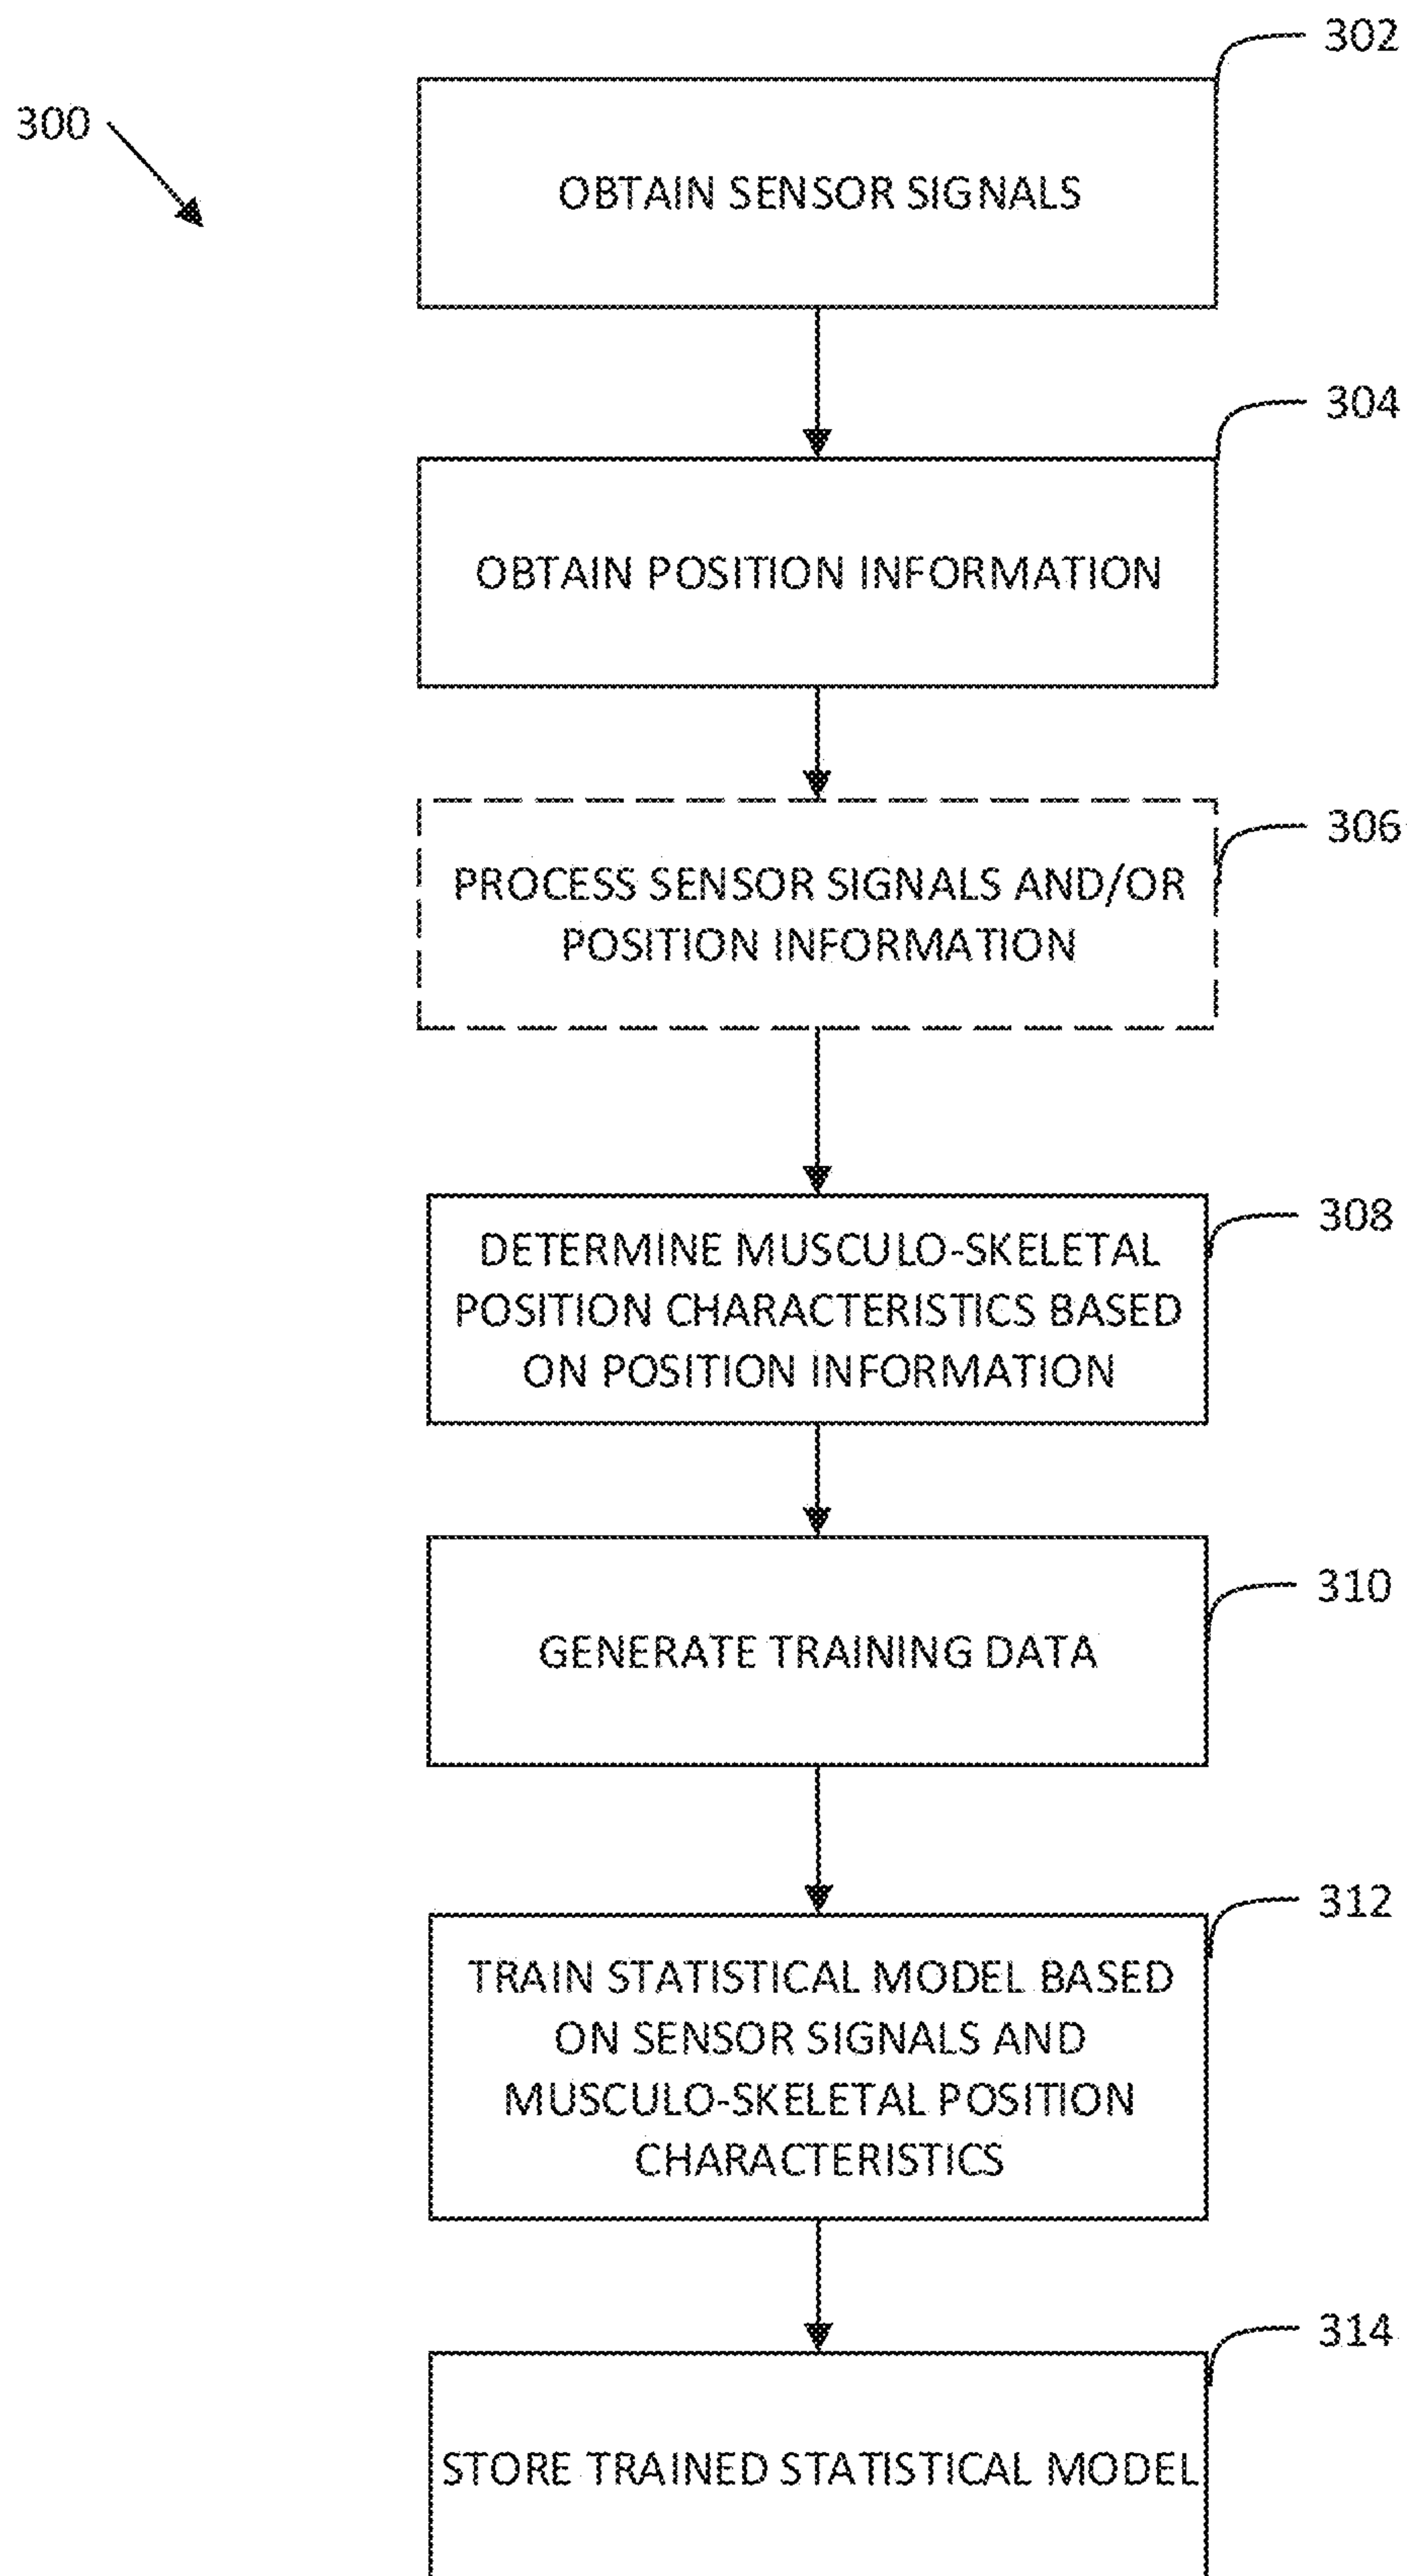 302
300
OBTAIN SENSOR SIGNALS
304
OBTAIN POSITION INFORMATION
306
PROCESS SENSOR SIGNALS AND/OR
POSITION INFORMATION
308
DETERMINE MUSCULO-SKELETAL
POSITION CHARACTERISTICS BASED
ON POSITION INFORMATION
310
GENERATE TRAINING DATA
312
TRAIN STATISTICAL MODEL BASED
ON SENSOR SIGNALS AND
MUSCULO-SKELETAL POSITION
CHARACTERISTICS
314
STORE TRAINED STATISTICAL MODEL